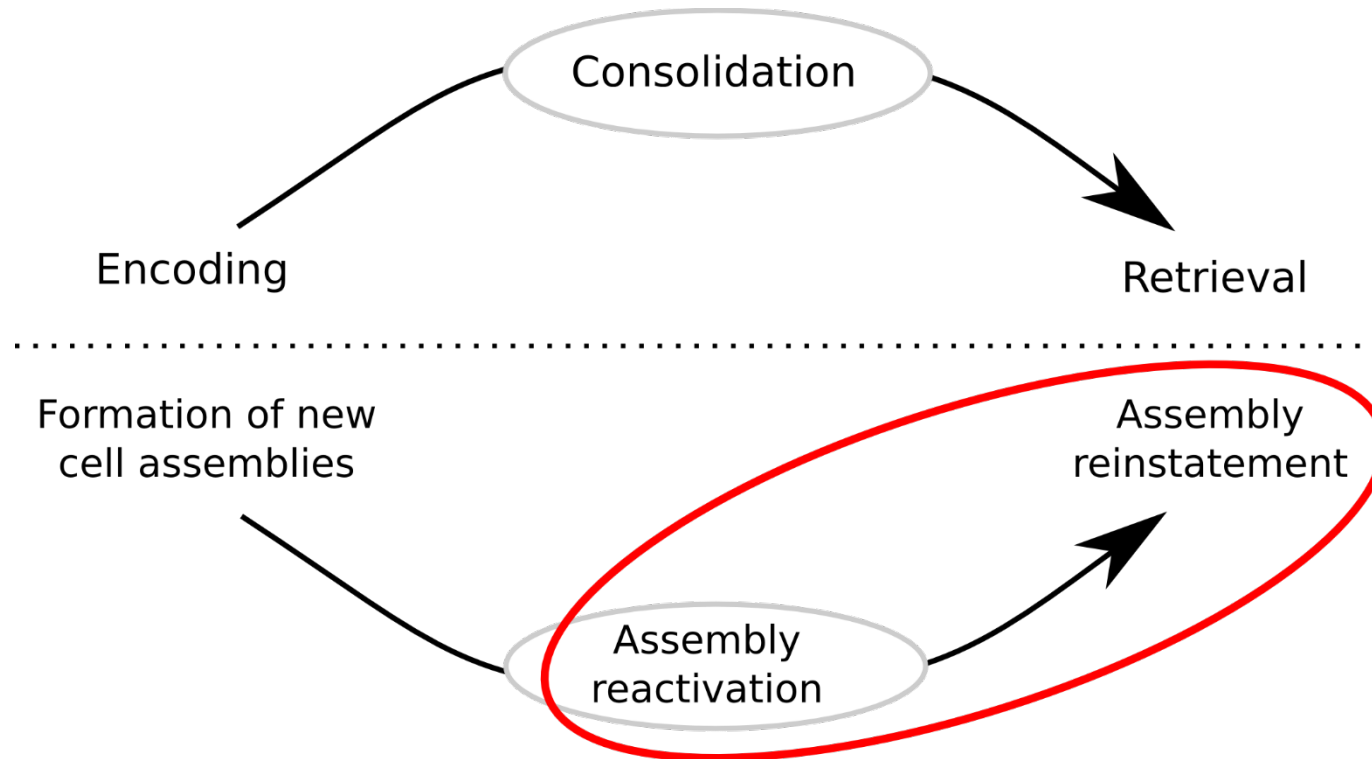 Consolidation
Encoding
Retrieval
Formation of new
cell assemblies
Assembly
reinstatement
Assembly
reactivation